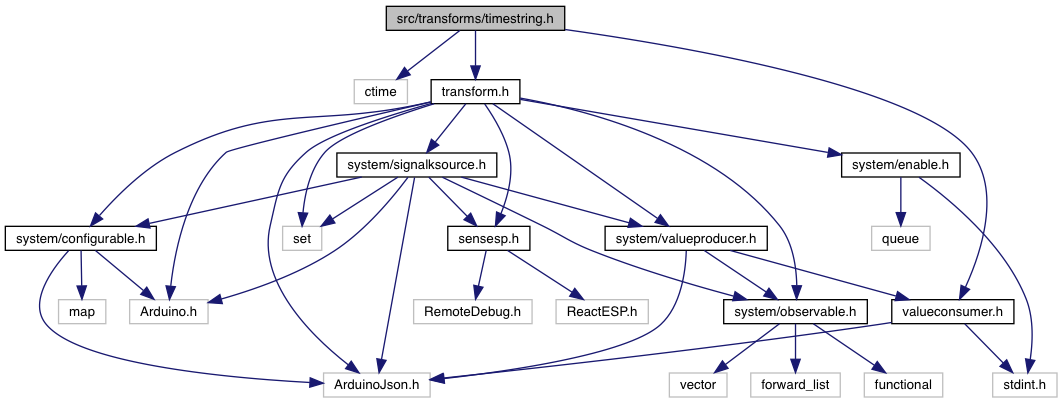 src/transforms/timestring.h
ctime
transform.h
system/signalksource.h
system/enable.h
system/configurable.h
set
sensesp.h
system/valueproducer.h
queue
map
Arduino.h
RemoteDebug.h
ReactESP.h
system/observable.h
valueconsumer.h
ArduinoJson.h
vector
forward_list
functional
stdint.h